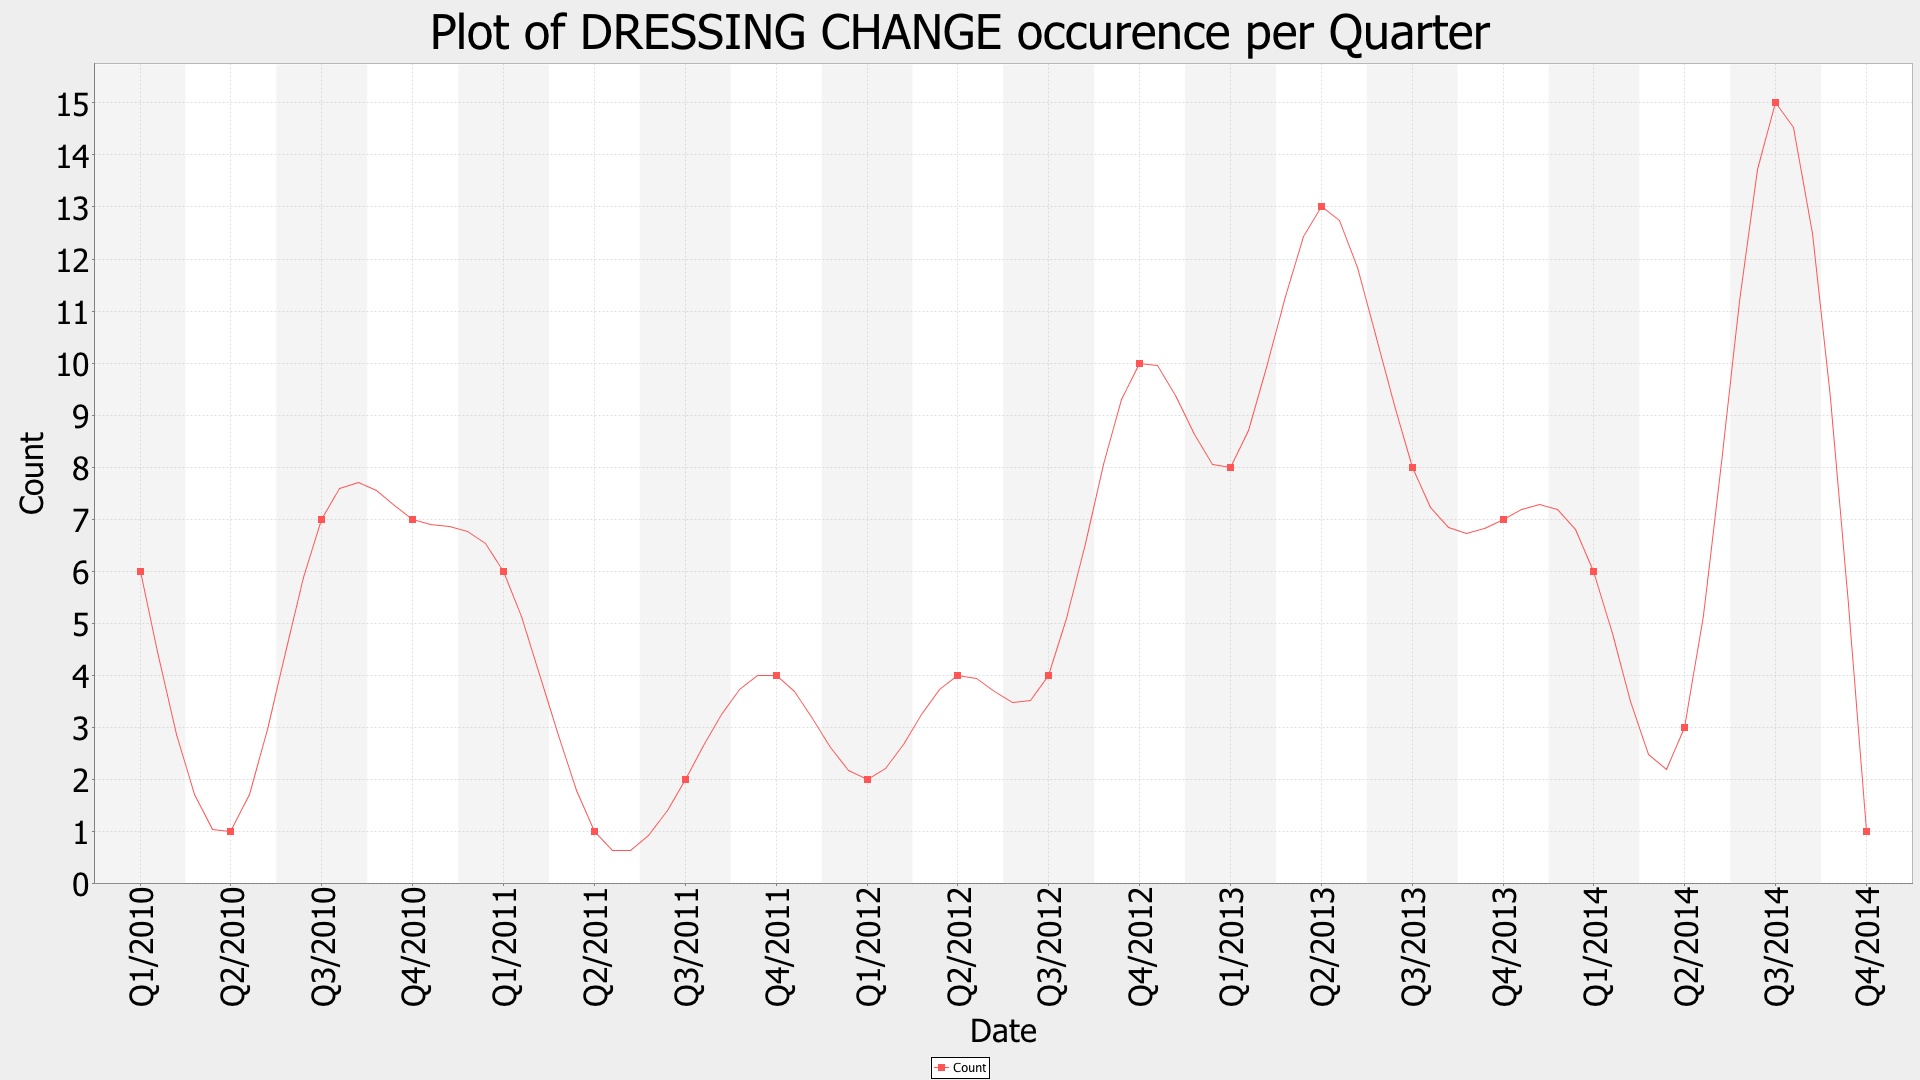 Plot of DRESSING CHANGE occurence per Quarter
15
14
13
12
11
10
9
8
7
6
5
4
3
2
1
0
Count
Q1/2010
Q2/2010
Q3/2010
Q4/2010
Q1/2011
Q2/2011
Q3/2011
Q4/2011
Q1/2012
Q2/2012
Q3/2012
Q4/2012
Q1/2013
Q2/2013
Q3/2013
Q4/2013
Q1/2014
Q2/2014
Q3/2014
Q4/2014
Date
Count